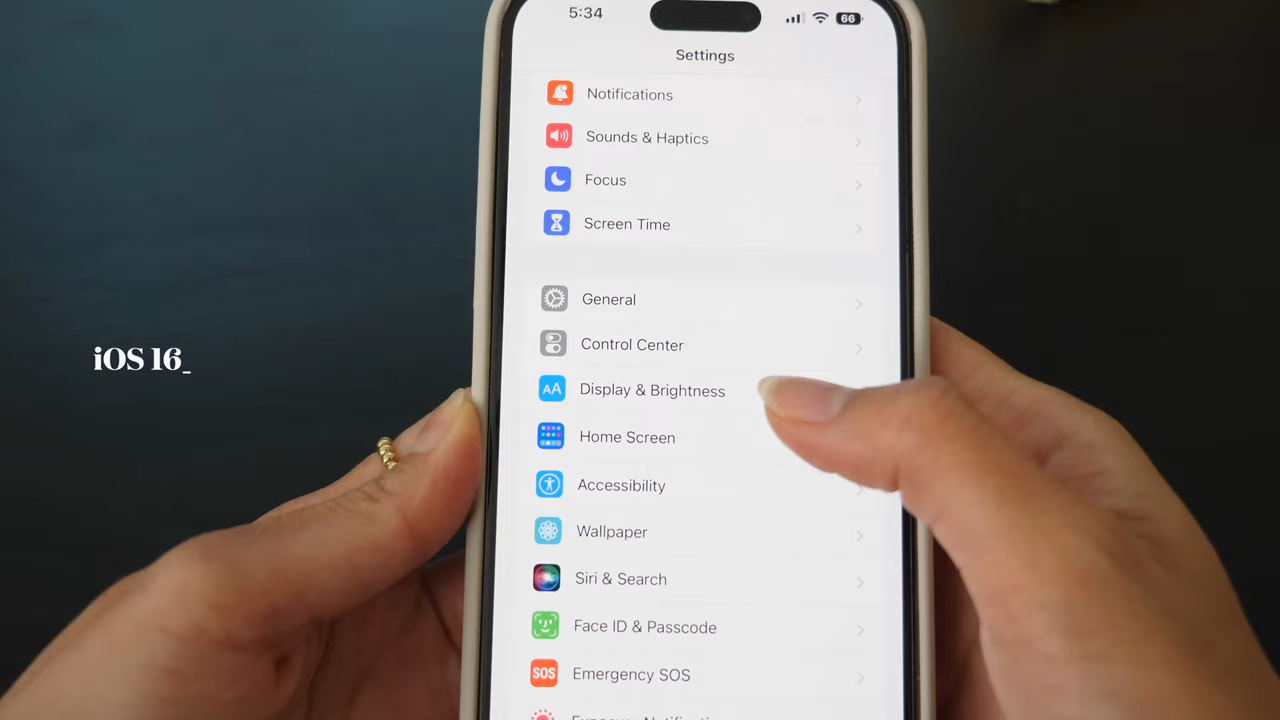 5:34
66
Settings
Notifications
Sounds & Haptics
Focus
Screen Time
General
Control Center
iOS 16_
AA Display & Brightness
Home Screen
Accessibility
Wallpaper
Siri & Search
Face ID & Passcode
SOS Emergency SOS